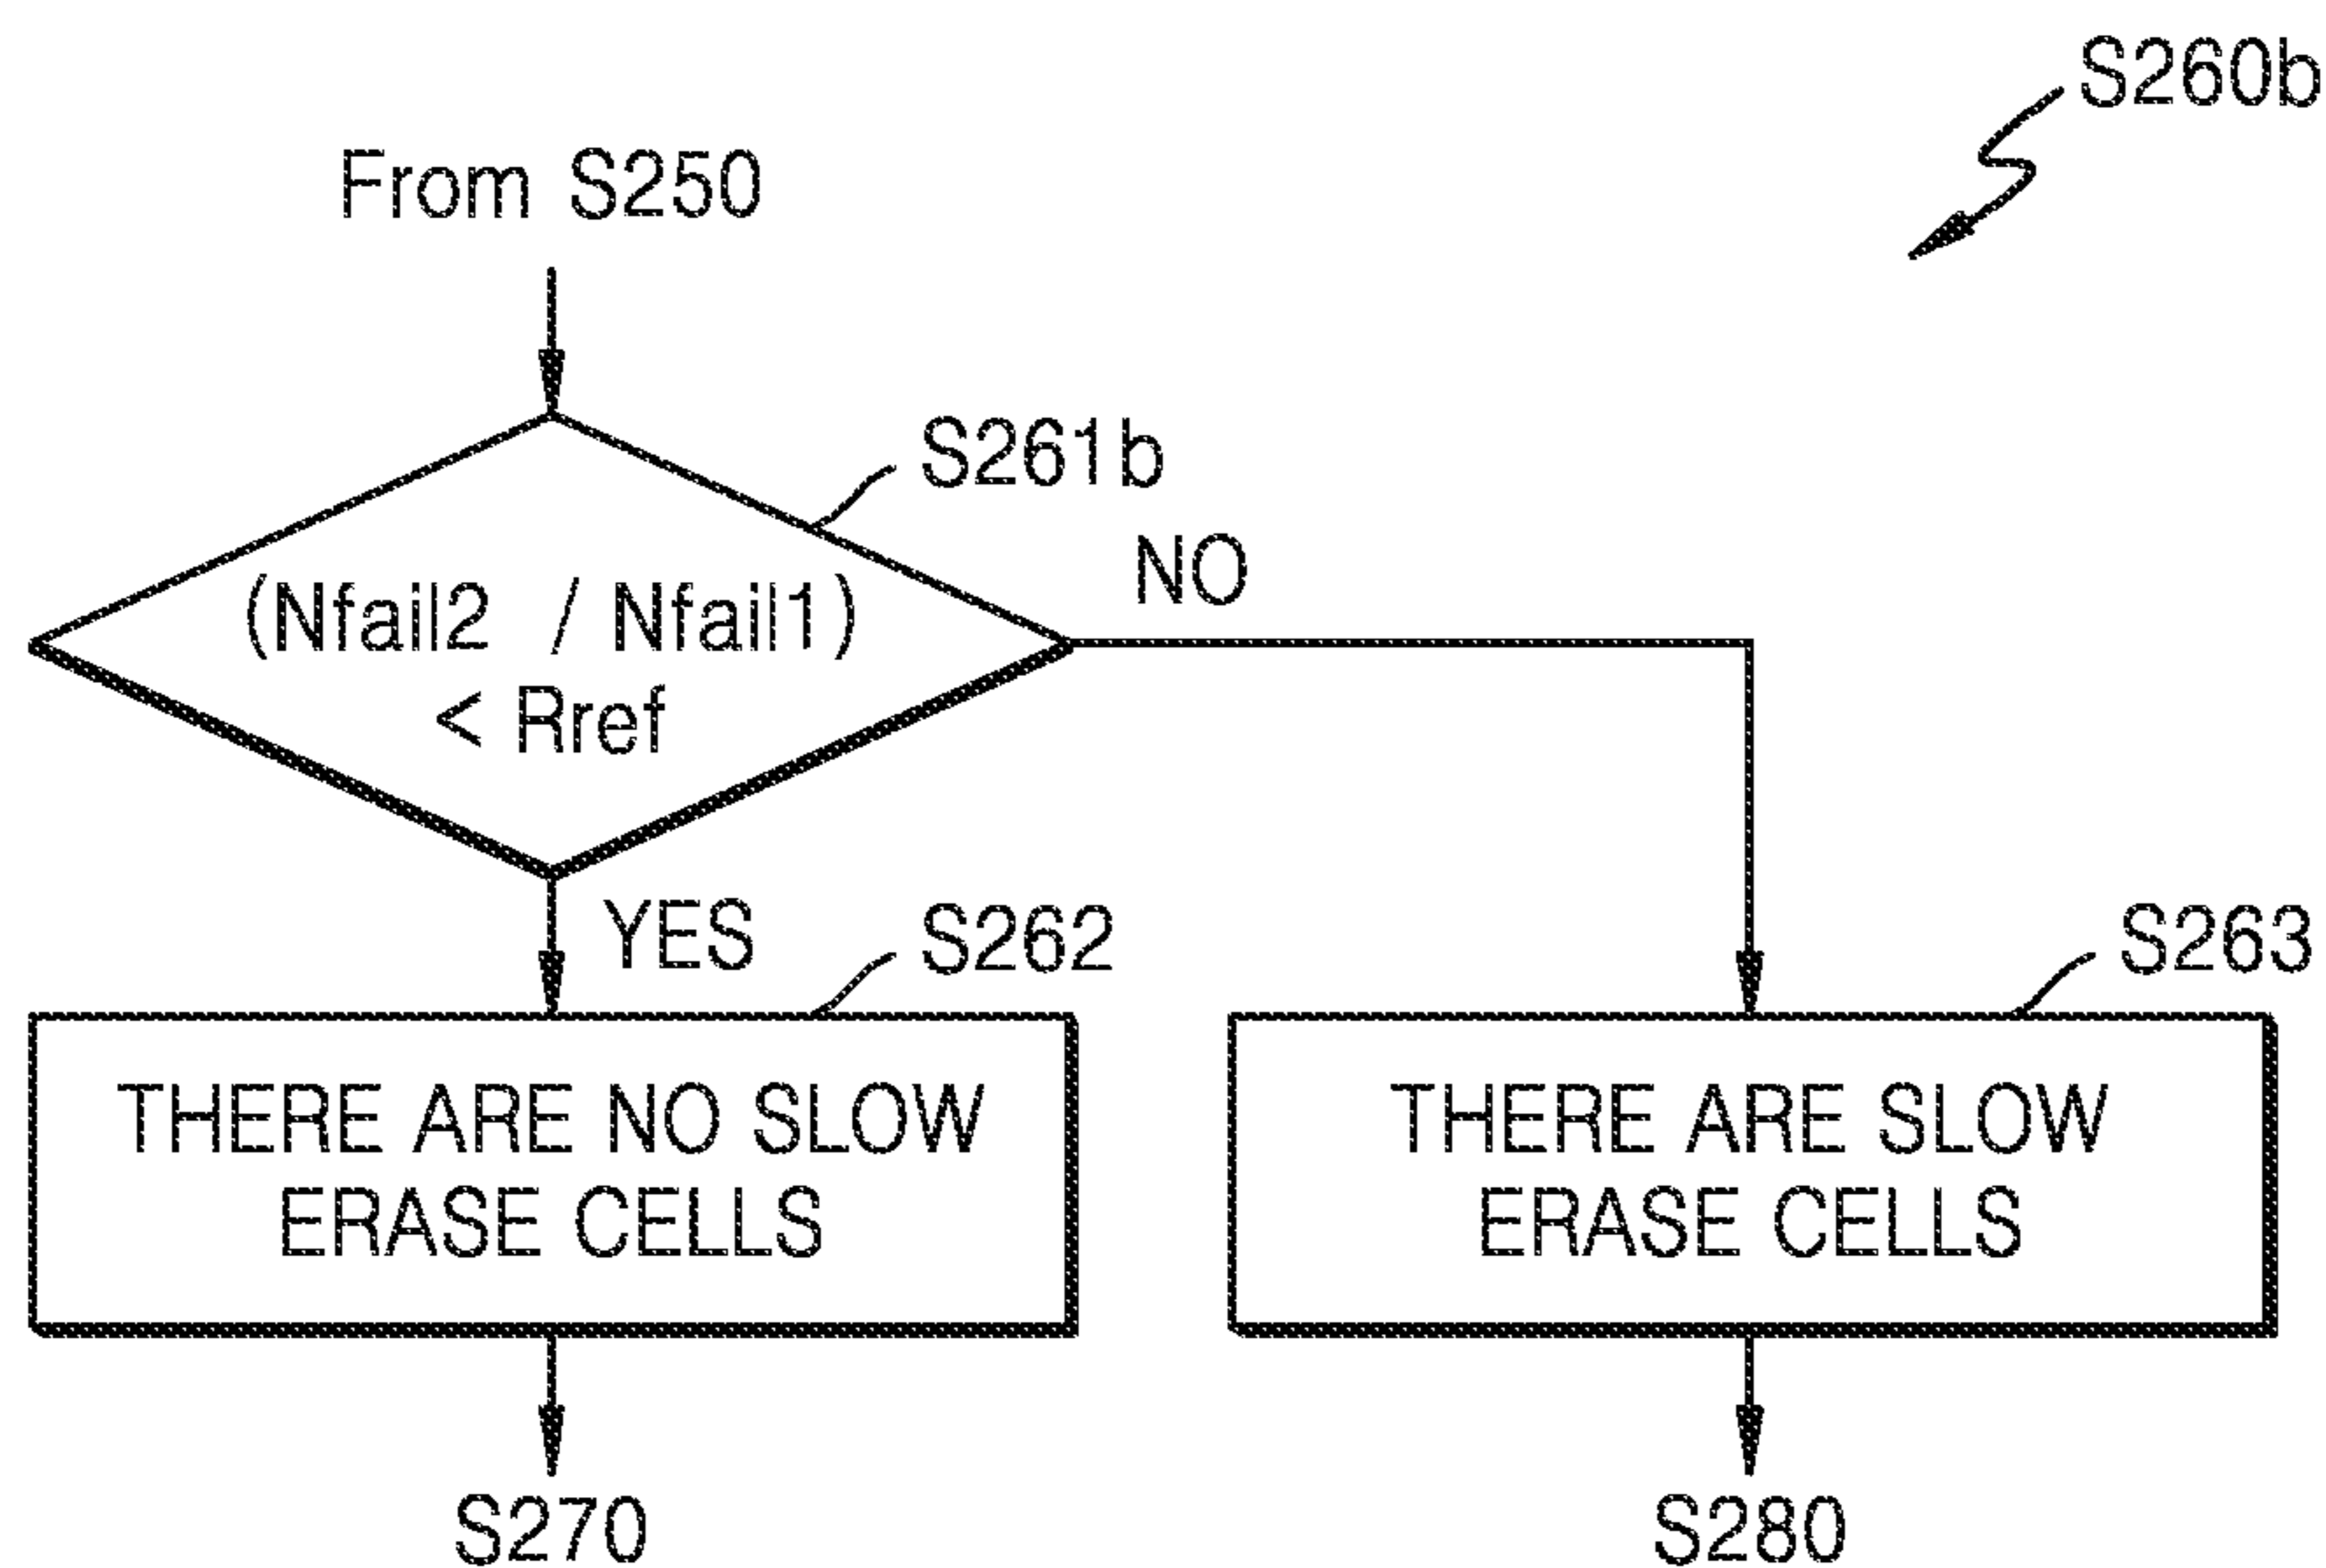 S260b
From S250
S261b
(Nfail2 / Nfail1)
< Rref
NO
YES
S262
THERE ARE NO SLOW
ERASE CELLS
S263
THERE ARE SLOW
ERASE CELLS
S270
S280